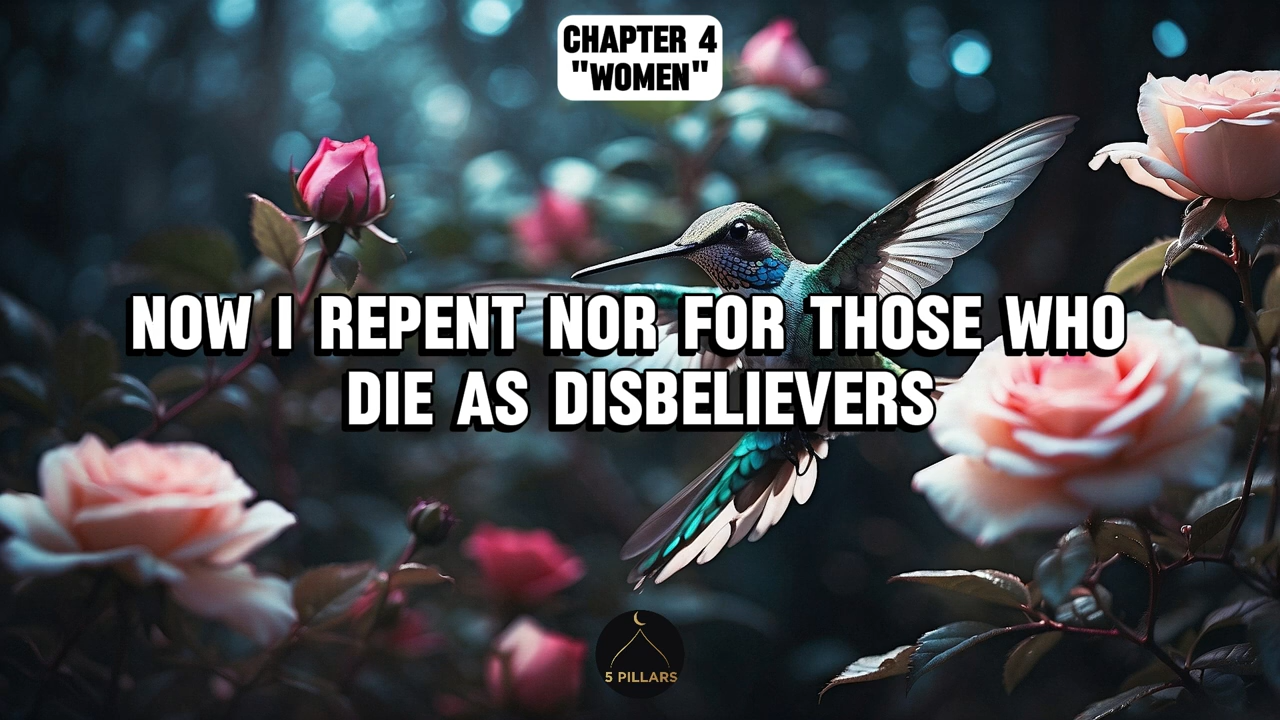 CHAPTER 4
"WOMEN"
NOW I REPENT NOR FOR THOSE WHO
DIE AS DISBELIEVERS
5 PILLARS